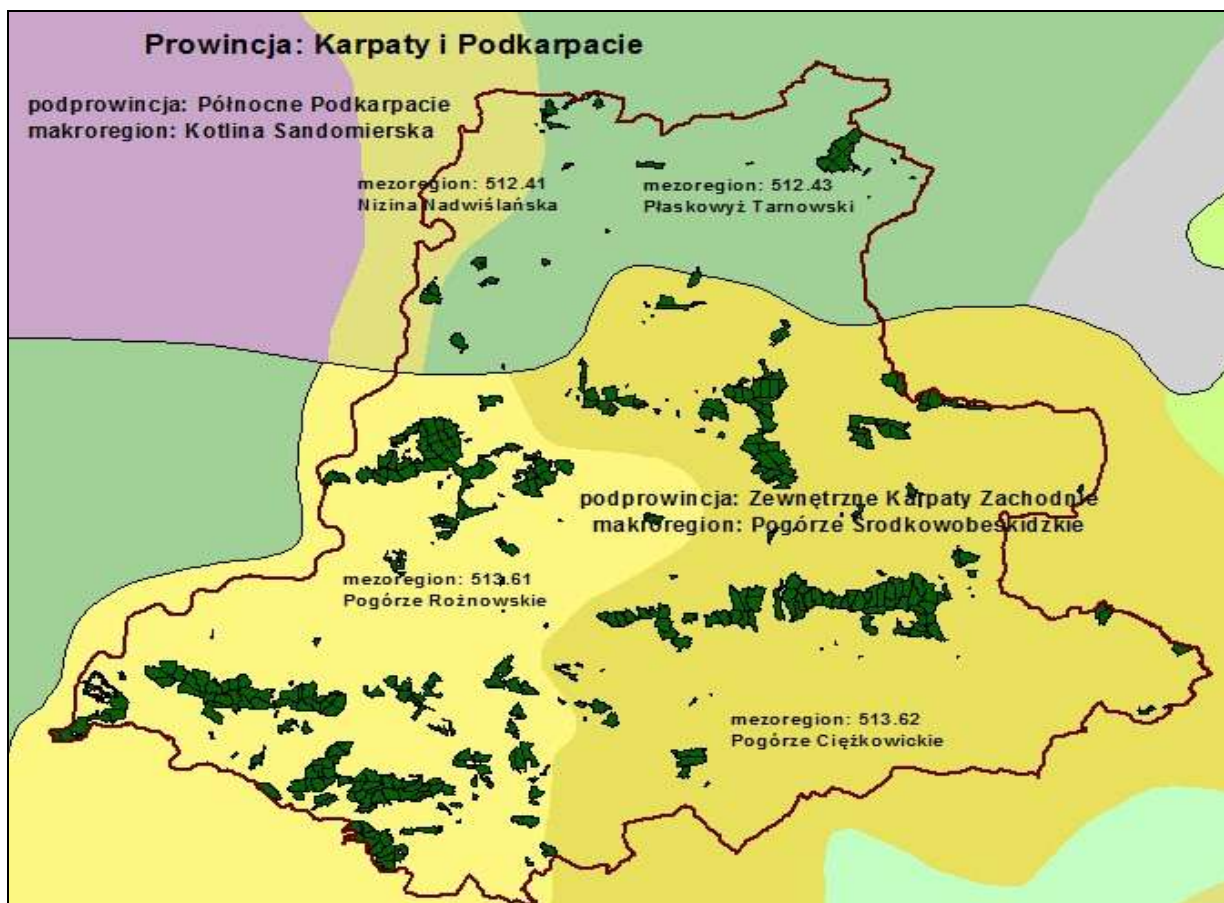 Prowincja: Karpaty i Podkarpacie
podprowincja: Północne Podkarpacie
makroregion: Kotlina Sandomierska
mezoregion: 512.41
Nizina Nadwiślańska
mezoregion: 512.43
Płaskowyż Tarnowski
podprowincja: Zewnętrzne Karpaty Zachodnie
makroregion: Pogórze Środkowobeskidzkie
mezoregion: 513.61
Pogórze Rożnowskie
mezoregion: 513.62
Pogórze Ciężkowickie